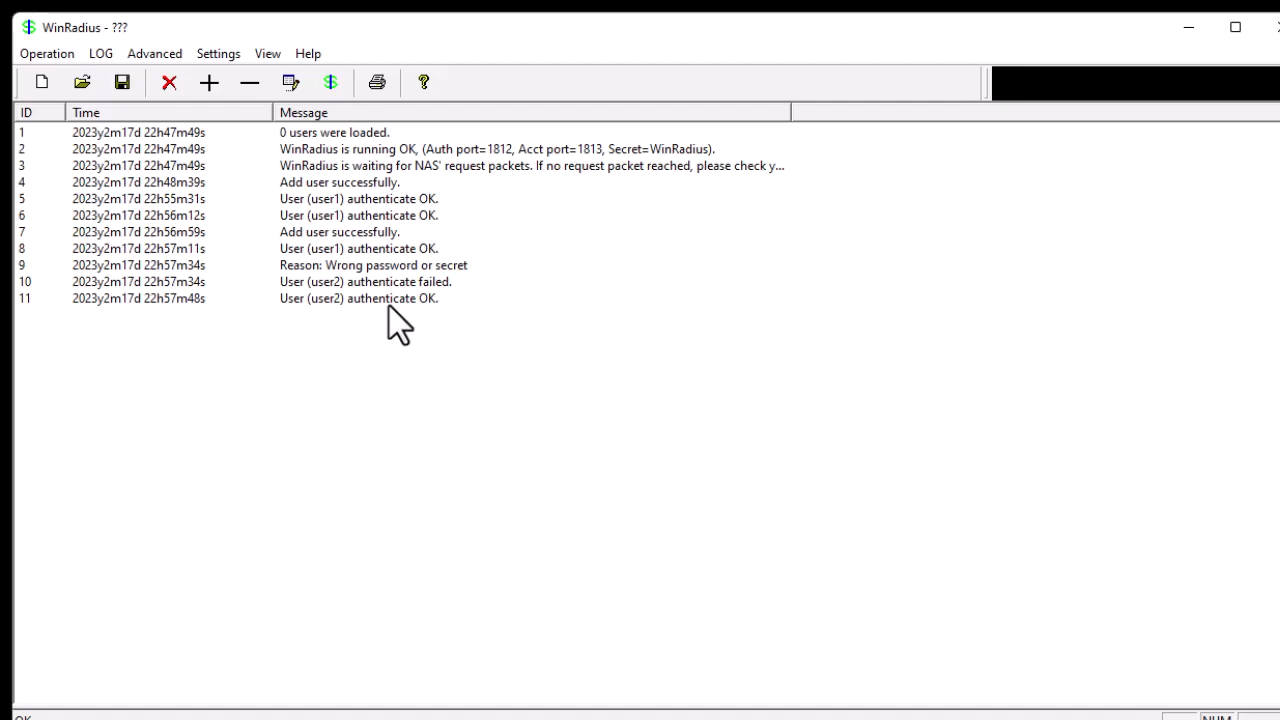 WinRadius - ???
Operation LOG Advanced Settings View Help
ID Time Message
1 2023y2m17d 22h47m49s 0 users were loaded.
2 2023y2m17d 22h47m49s WinRadius is running OK, (Auth port=1812, Acct port=1813, Secret=WinRadius).
3 2023y2m17d 22h47m49s WinRadius is waiting for NAS' request packets. If no request packet reached, please check y...
4 2023y2m17d 22h48m39s Add user successfully.
5 2023y2m17d 22h55m31s User (user1) authenticate OK.
6 2023y2m17d 22h56m12s User (user1) authenticate OK.
7 2023y2m17d 22h56m59s Add user successfully.
8 2023y2m17d 22h57m11s User (user1) authenticate OK.
9 2023y2m17d 22h57m34s Reason: Wrong password or secret
10 2023y2m17d 22h57m34s User (user2) authenticate failed.
11 2023y2m17d 22h57m48s User (user2) authenticate OK.
OK NUM